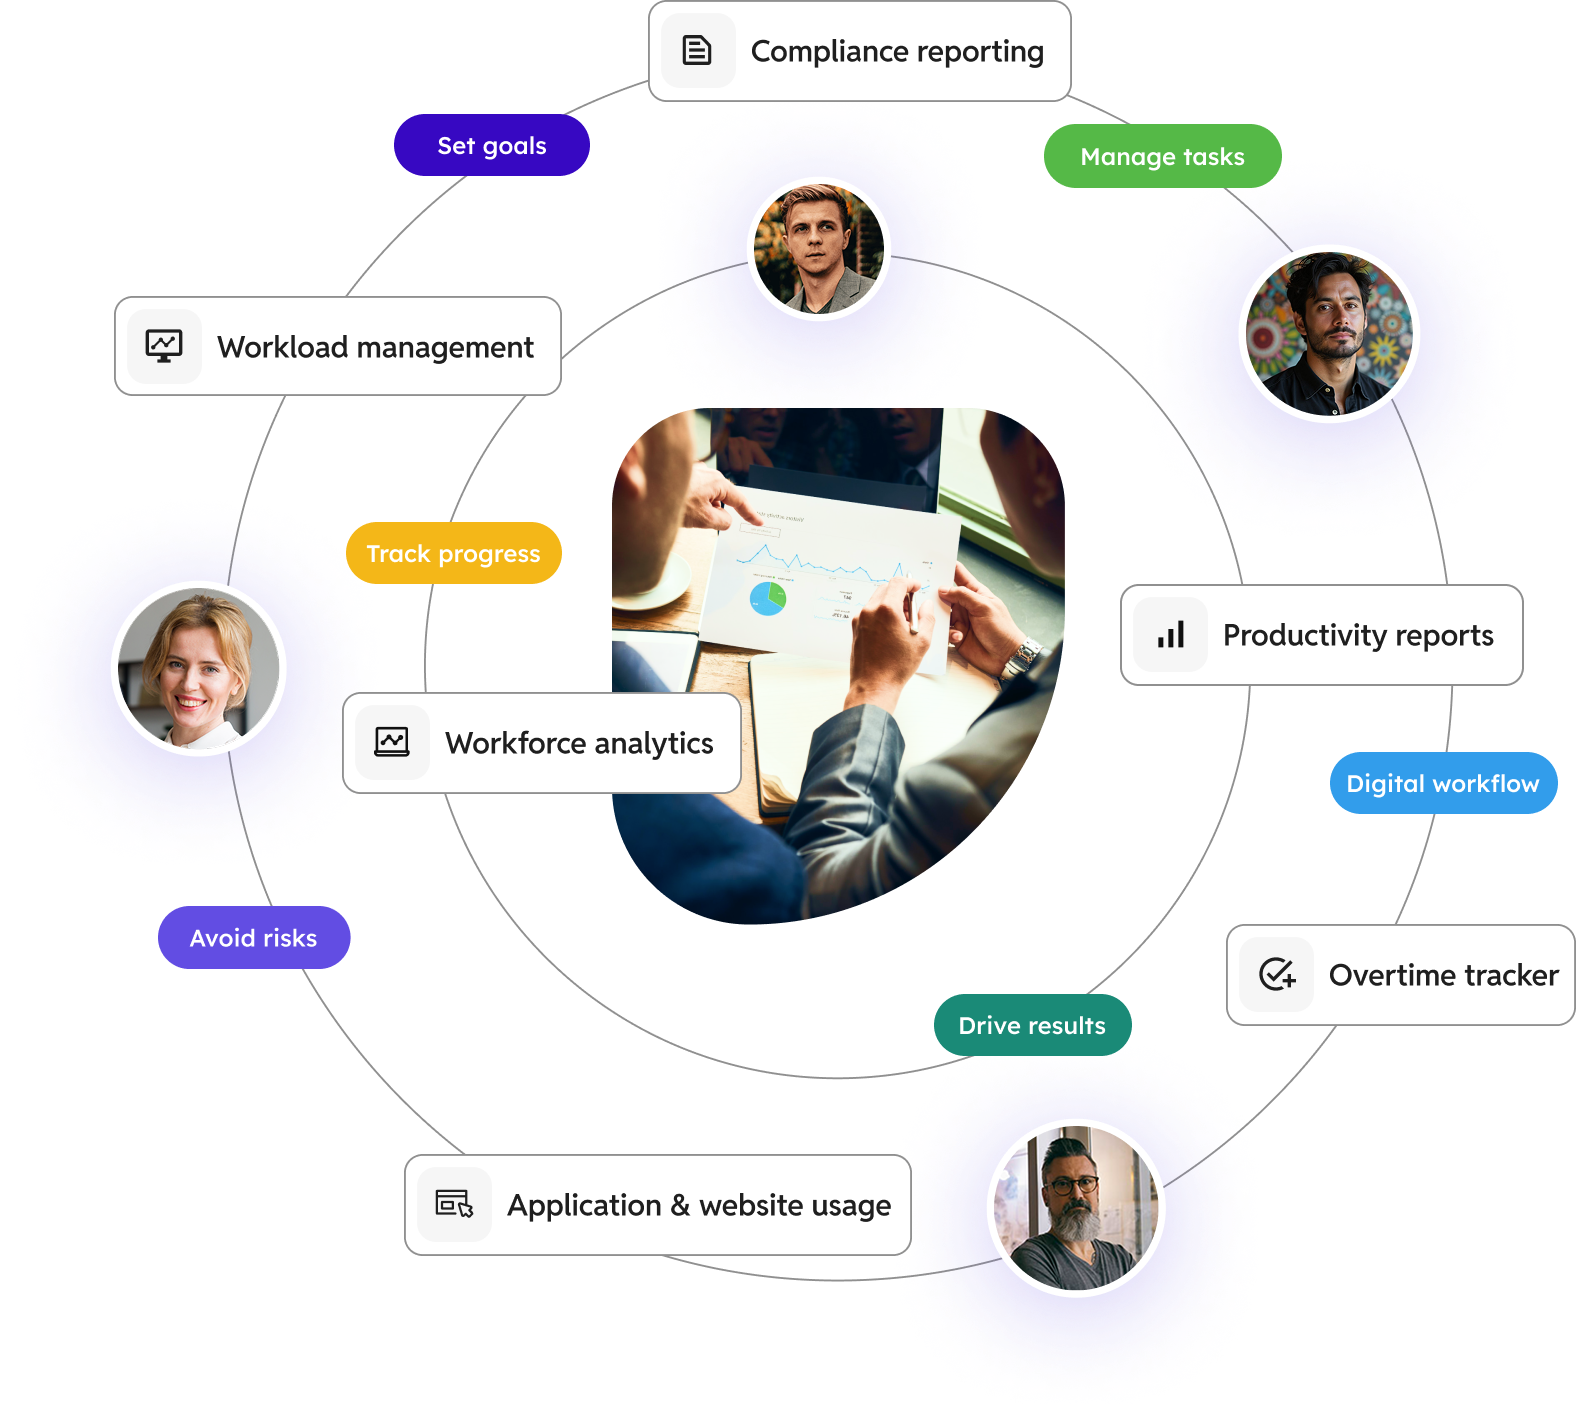 Compliance reporting
Set goals
Manage tasks
Workload management
Track progress
Productivity reports
Workforce analytics
Digital workflow
Avoid risks
Overtime tracker
Drive results
Application & website usage